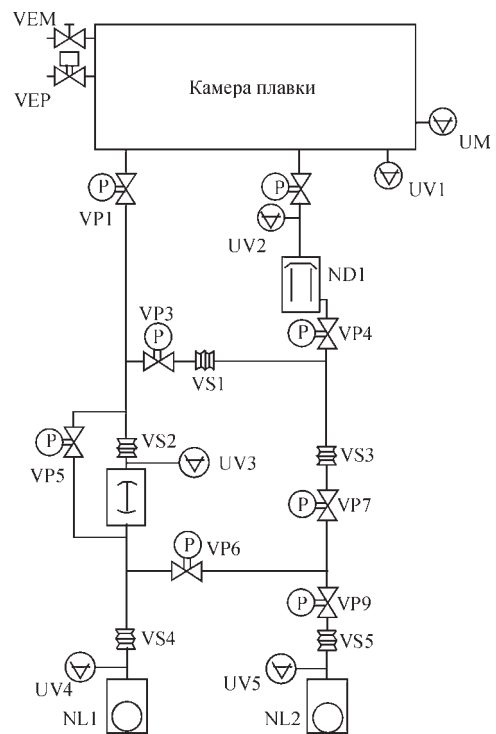 VEM
Камера плавки
VEP
UM
P
P
VP1
UV1
UV2
ND1
VP3
P
P
VP4
VS1
P
VS2
UV3
VS3
VP5
P
VP7
P
VP6
P
VP9
VS4
VS5
UV4
UV5
NL1
NL2